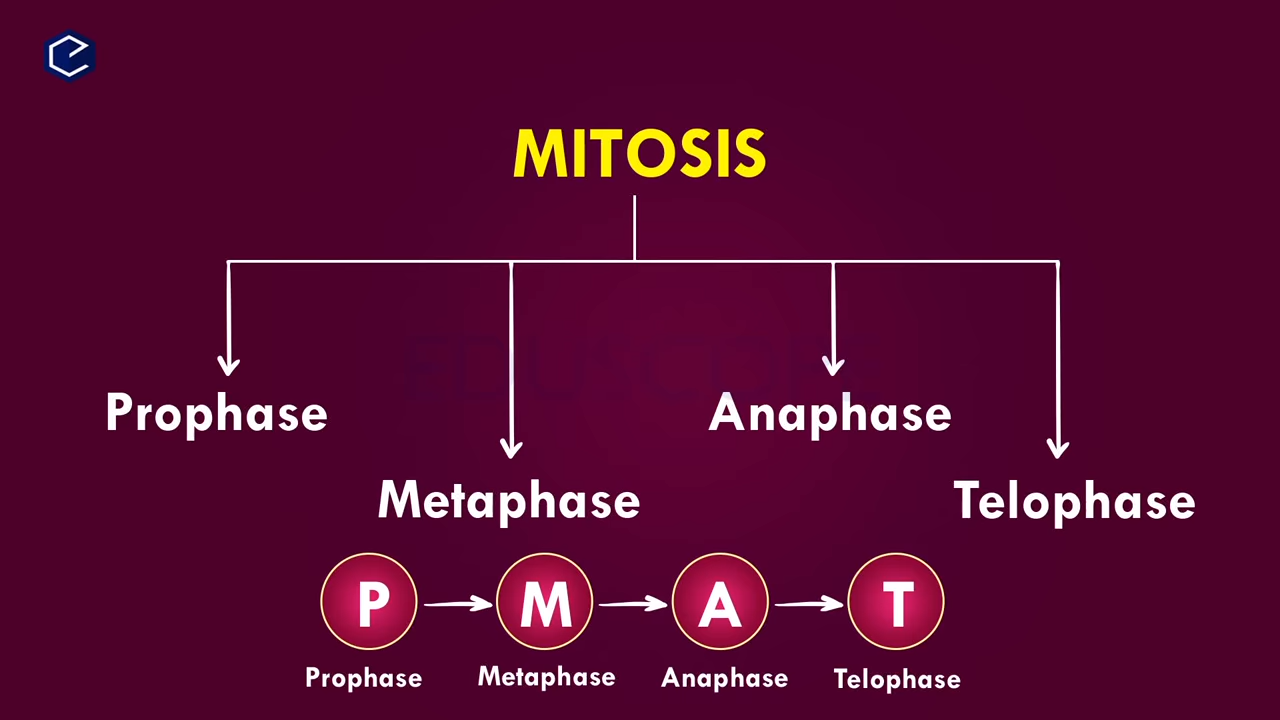 MITOSIS
Prophase
Metaphase
Anaphase
Telophase
P M A T
Prophase Metaphase Anaphase Telophase